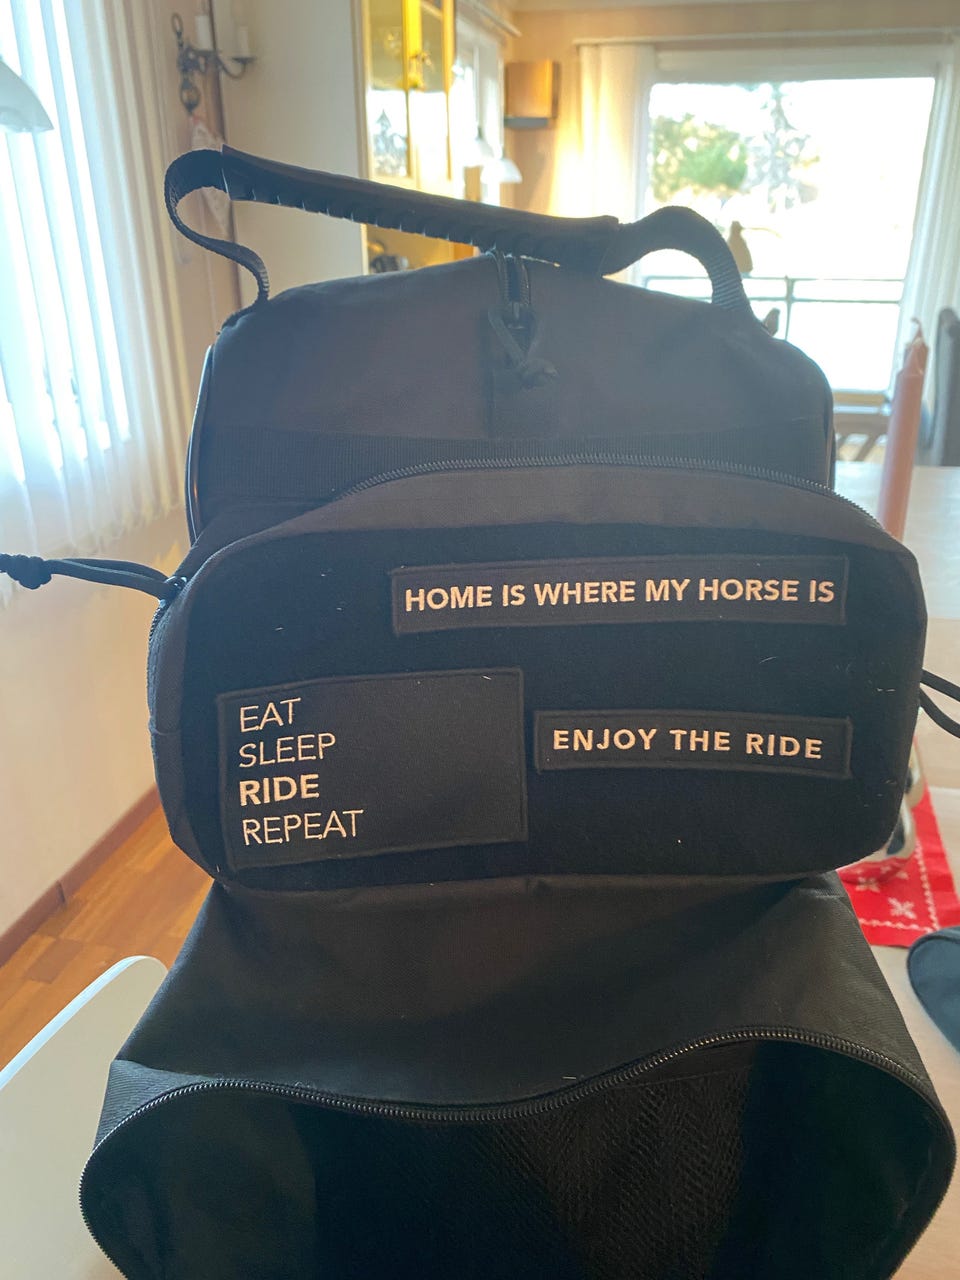 HOME IS WHERE MY HORSE IS
EAT
SLEEP
RIDE
REPEAT
ENJOY THE RIDE